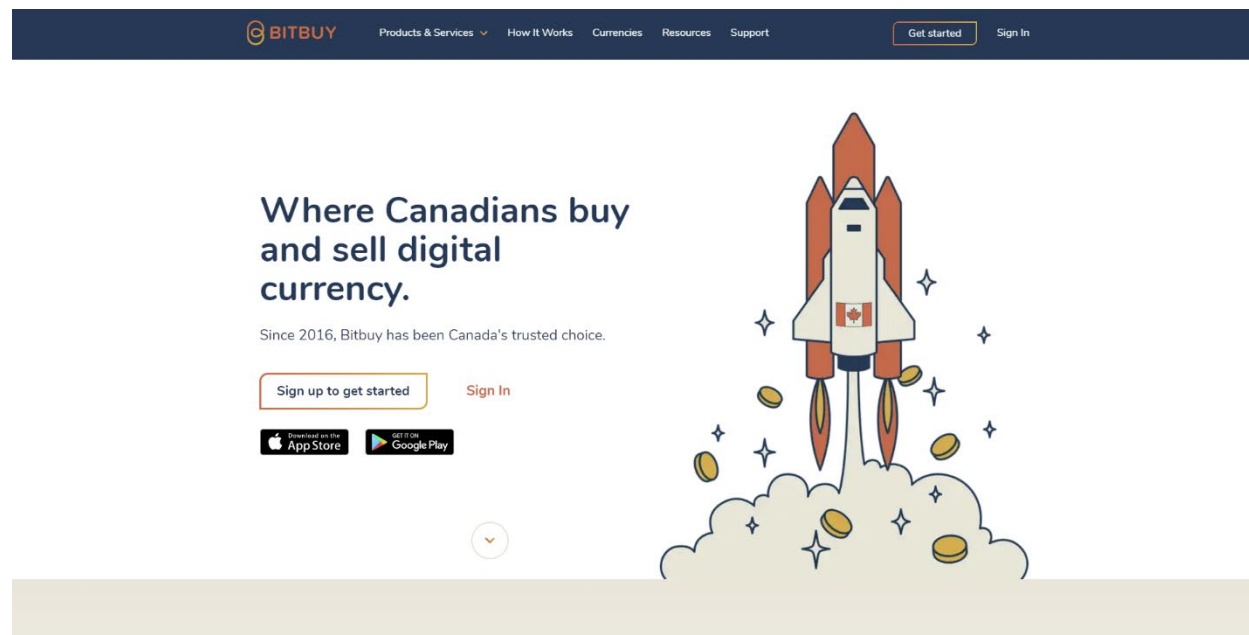 BITBUY
Products & Services
How It Works
Currencies
Resources
Support
Get started
Sign In
Where Canadians buy
and sell digital
currency.
Since 2016, Bitbuy has been Canada's trusted choice.
Sign up to get started
Sign In
Download on the
App Store
GET IT ON
Google Play